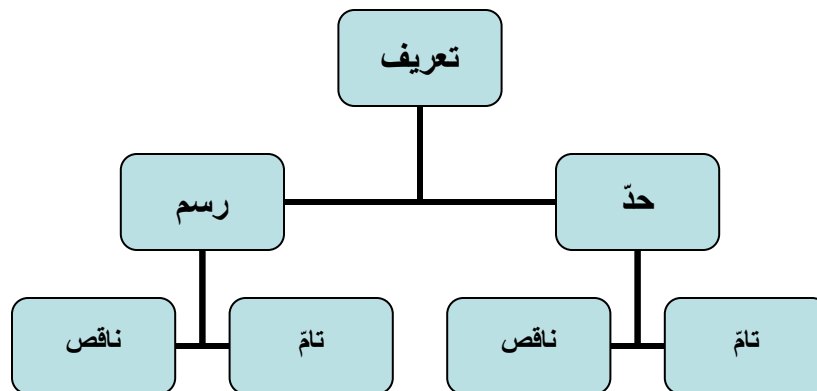 تعريف
حدّ
رسم
تامّ
ناقص
تامّ
ناقص